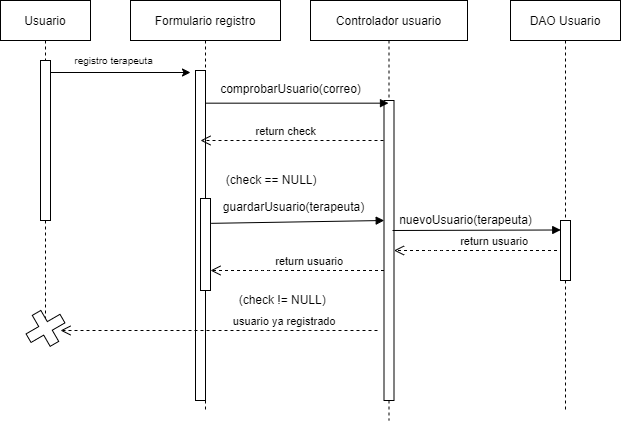 Usuario
Formulario registro
Controlador usuario
DAO Usuario
registro terapeuta
comprobarUsuario(correo)
return check
(check == NULL)
guardarUsuario(terapeuta)
nuevoUsuario(terapeuta)
return usuario
return usuario
(check != NULL)
usuario ya registrado